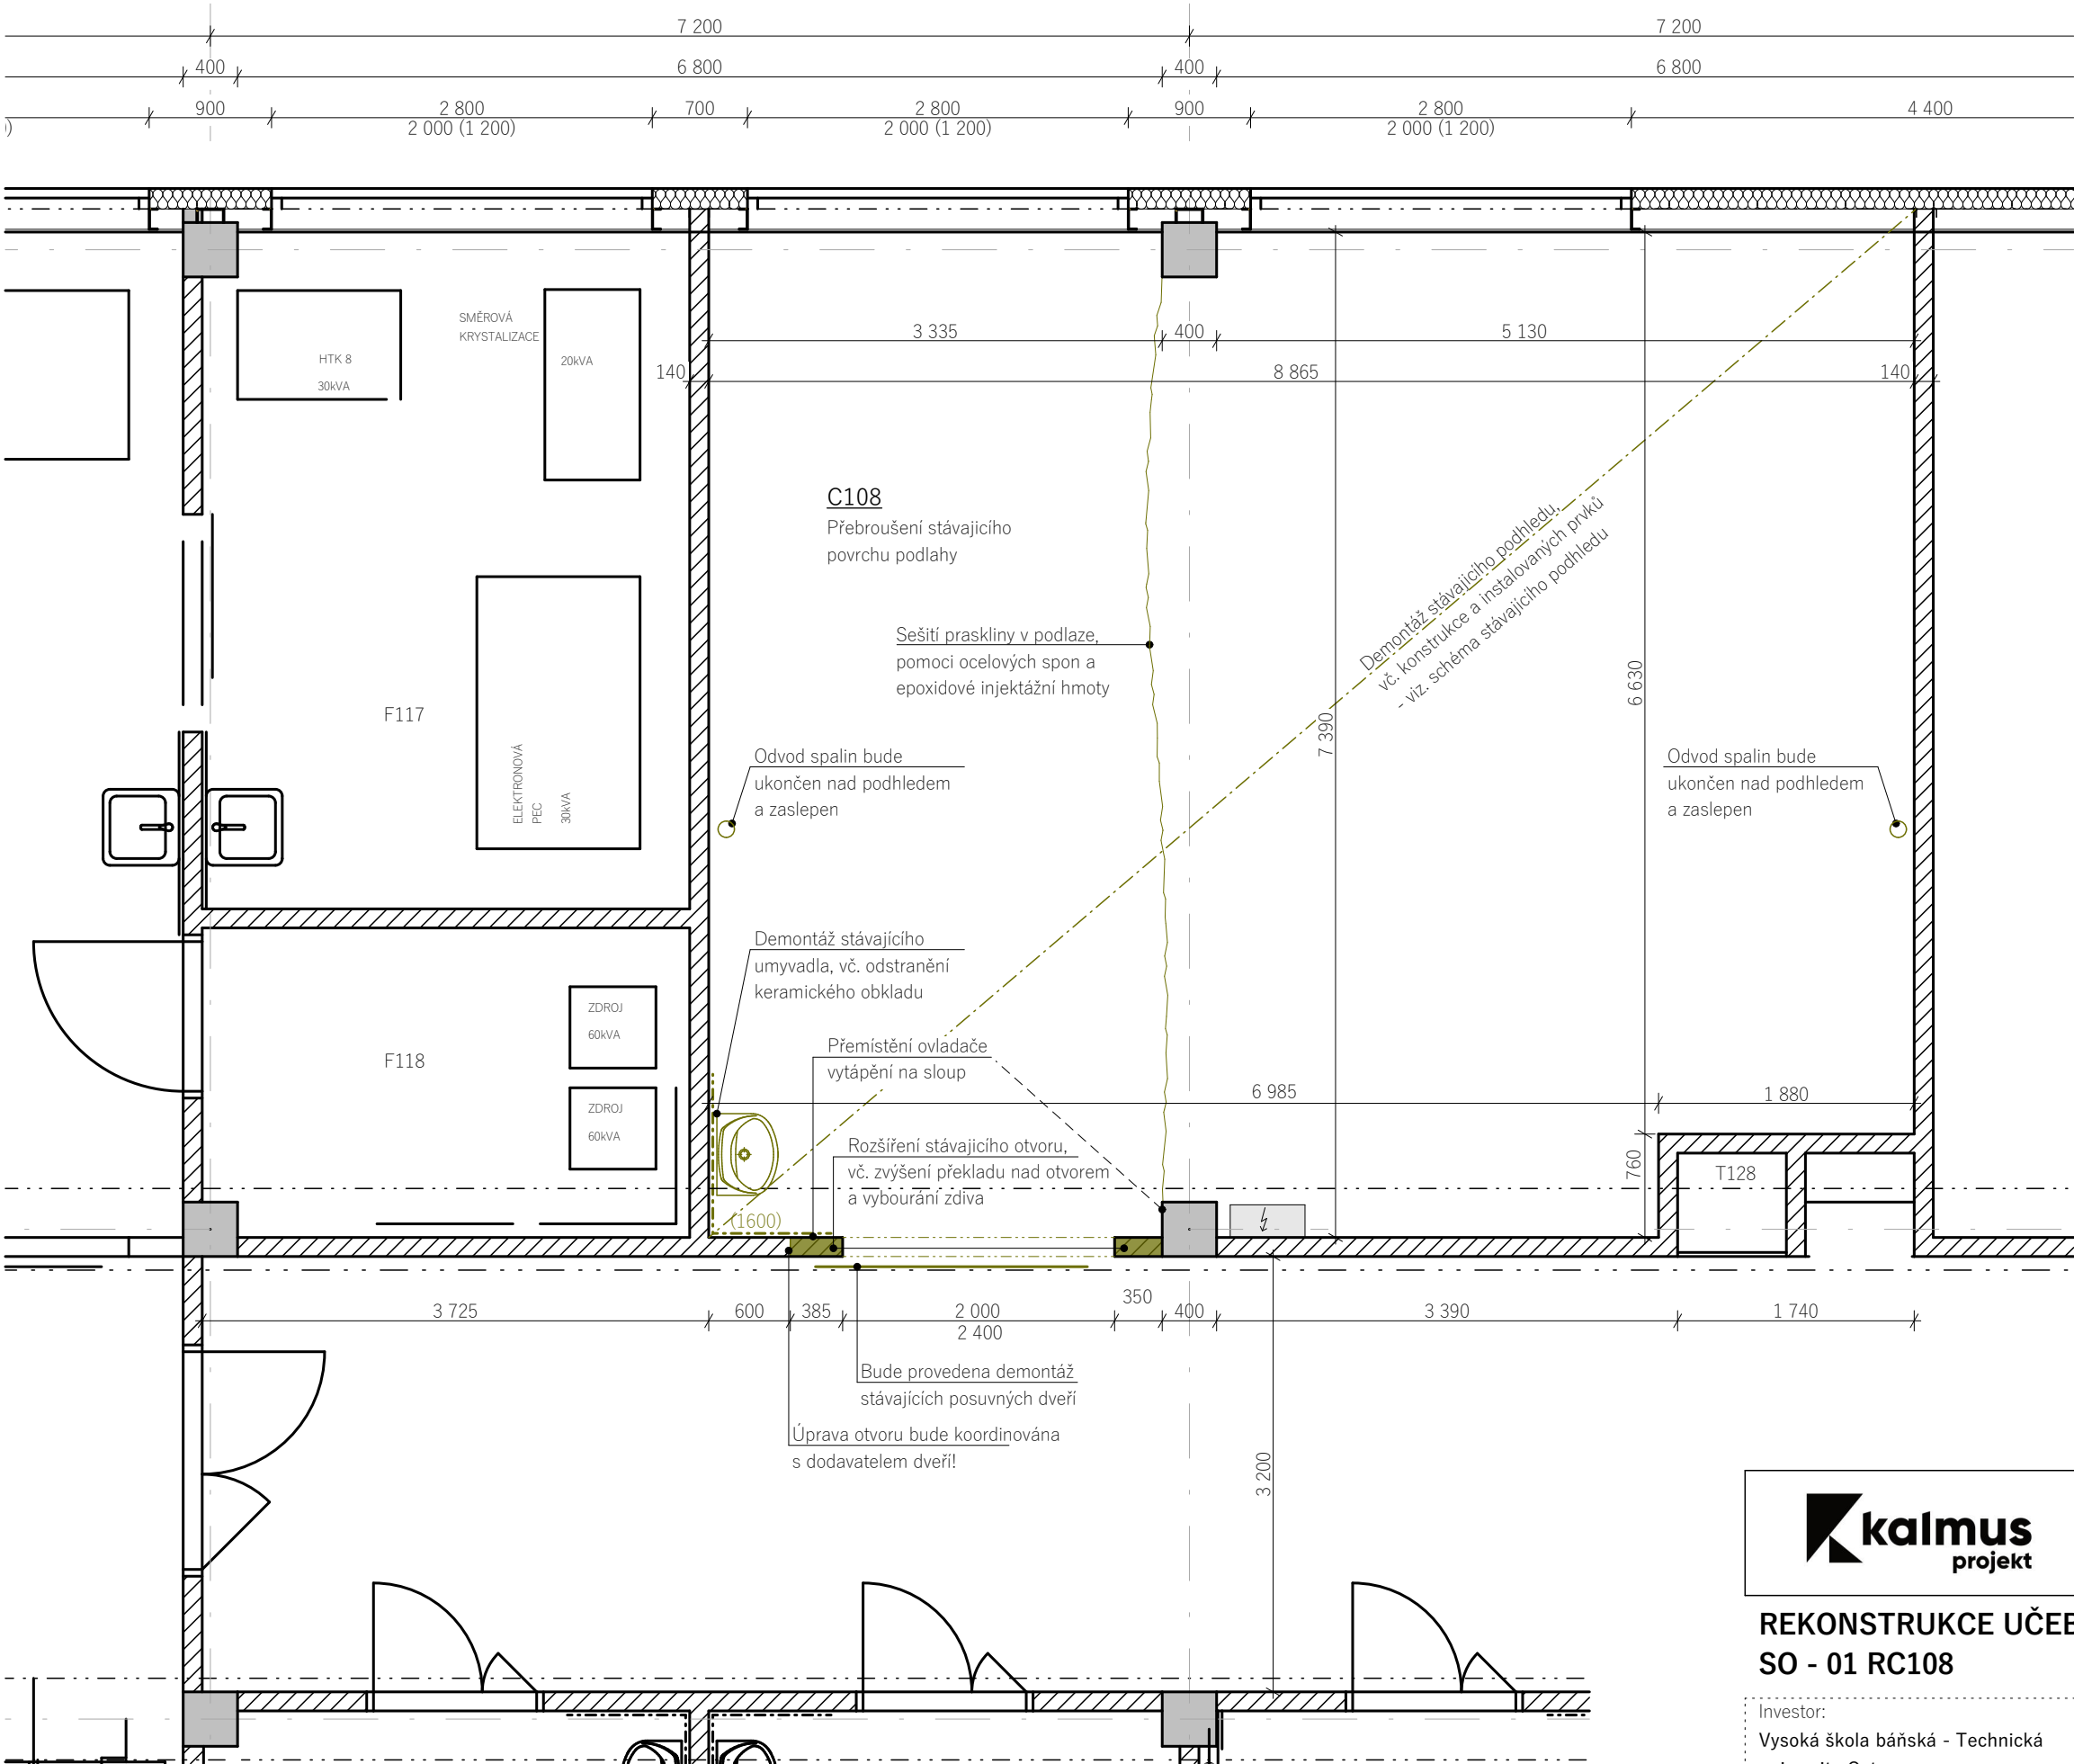 7 200
7 200
400
6 800
400
6 800
900
2 800
2 000 (1 200)
700
2 800
2 000 (1 200)
900
2 800
2 000 (1 200)
4 400
)
SMĚROVÁ
KRYSTALIZACE
HTK 8
30kVA
20kVA
3 335
400
5 130
140
8 865
140
C108
Přebroušení stávajicího
povrchu podlahy
Demontáž stávajicího podhledu,
vč. konstrukce a instalovaných prvků
- viz. schéma stávajícího podhledu
Sešití praskliny v podlaze,
pomoci ocelových spon a
epoxidové injektážní hmoty
7 390
6 630
F117
ELEKTRONOVÁ
PEC
30kVA
Odvod spalin bude
ukončen nad podhledem
a zaslepen
Odvod spalin bude
ukončen nad podhledem
a zaslepen
Demontáž stávajícího
umyvadla, vč. odstranění
keramického obkladu
ZDROJ
60kVA
F118
Přemístění ovladače
vytápění na sloup
6 985
1 880
ZDROJ
60kVA
Rozšíření stávajicího otvoru,
vč. zvýšení překladu nad otvorem
a vybourání zdiva
760
T128
(1600)
3 725
600
385
2 000
2 400
350
400
3 390
1 740
Bude provedena demontáž
stávajících posuvných dveří
Úprava otvoru bude koordinována
s dodavatelem dveří!
3 200
kalmus
projekt
REKONSTRUKCE UČEB
SO - 01 RC108
Investor:
Vysoká škola báňská - Technická